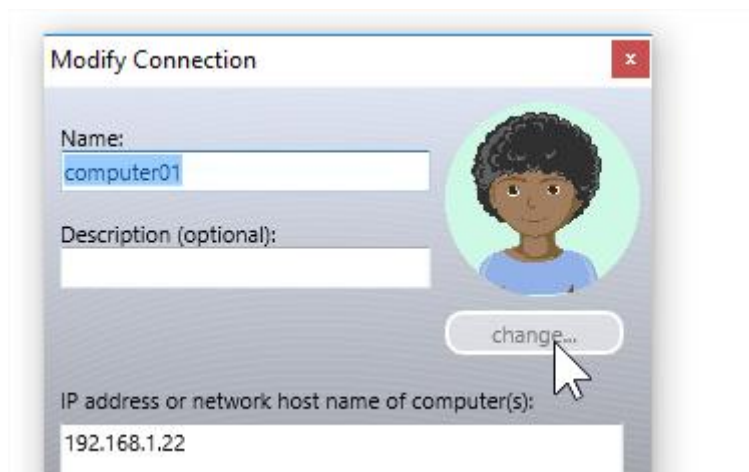 Modify Connection
x
Name:
computer01
Description (optional):
change...
IP address or network host name of computer(s):
192.168.1.22